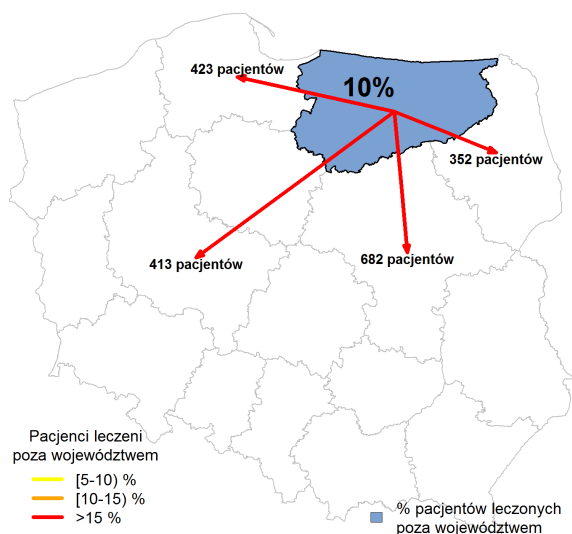 423 pacjentów
10%
352 pacjentów
413 pacjentów
682 pacjentów
Pacjenci leczeni
poza województwem
[5-10) %
[10-15) %
>15 %
% pacjentów leczonych
poza województwem